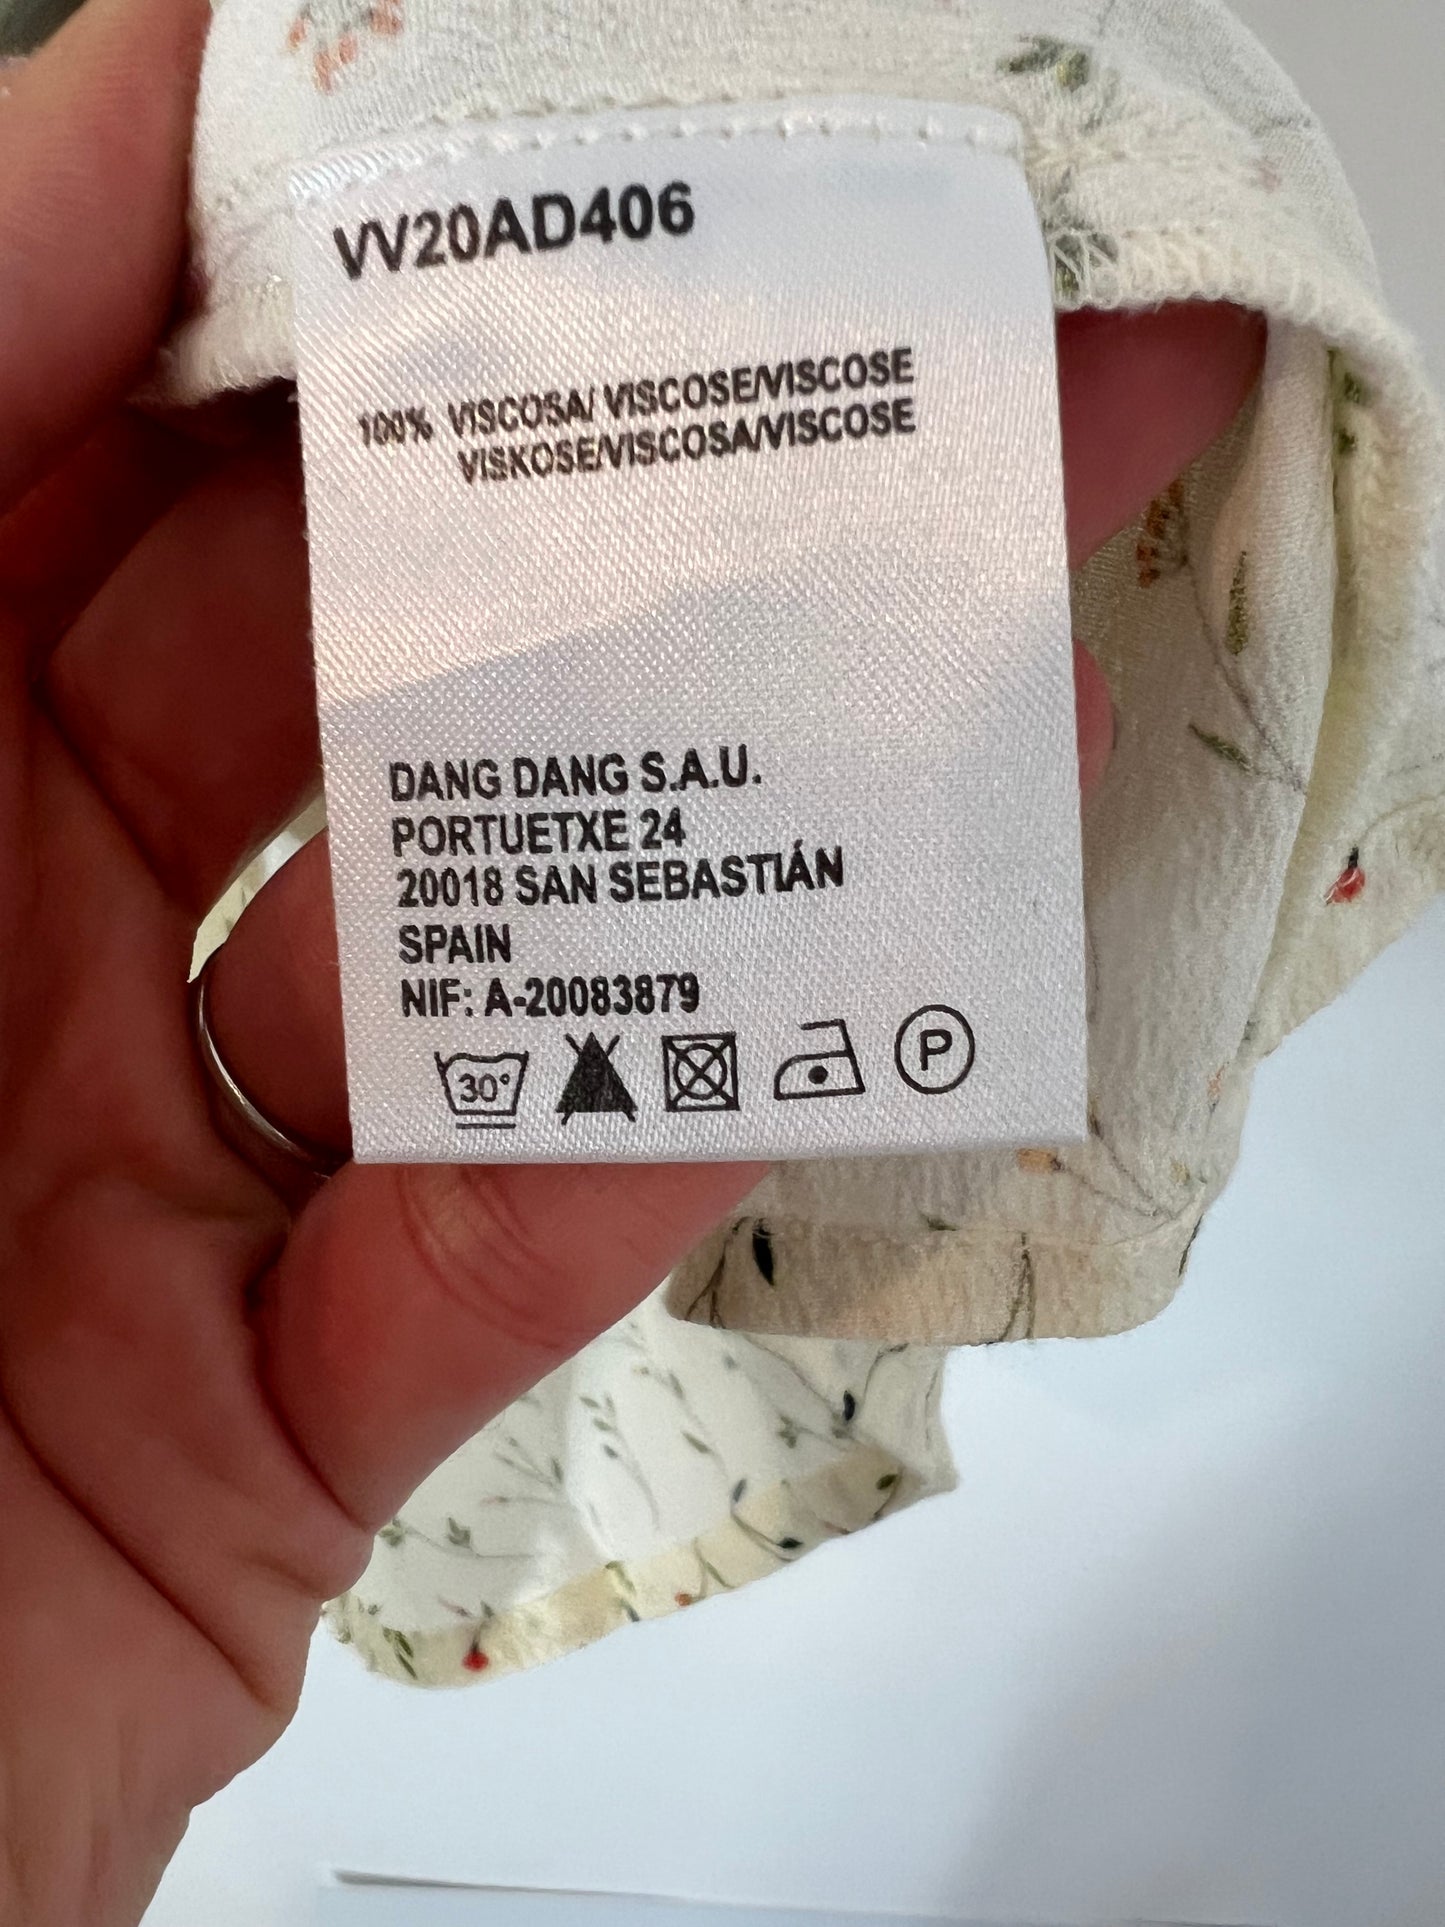 VV20AD406
100% VISCOSA/ VISCOSE/VISCOSE
VISKOSE/VISCOSA/VISCOSE
DANG DANG S.A.U.
PORTUETXE 24
20018 SAN SEBASTIÁN
SPAIN
NIF: A-20083879
30° P